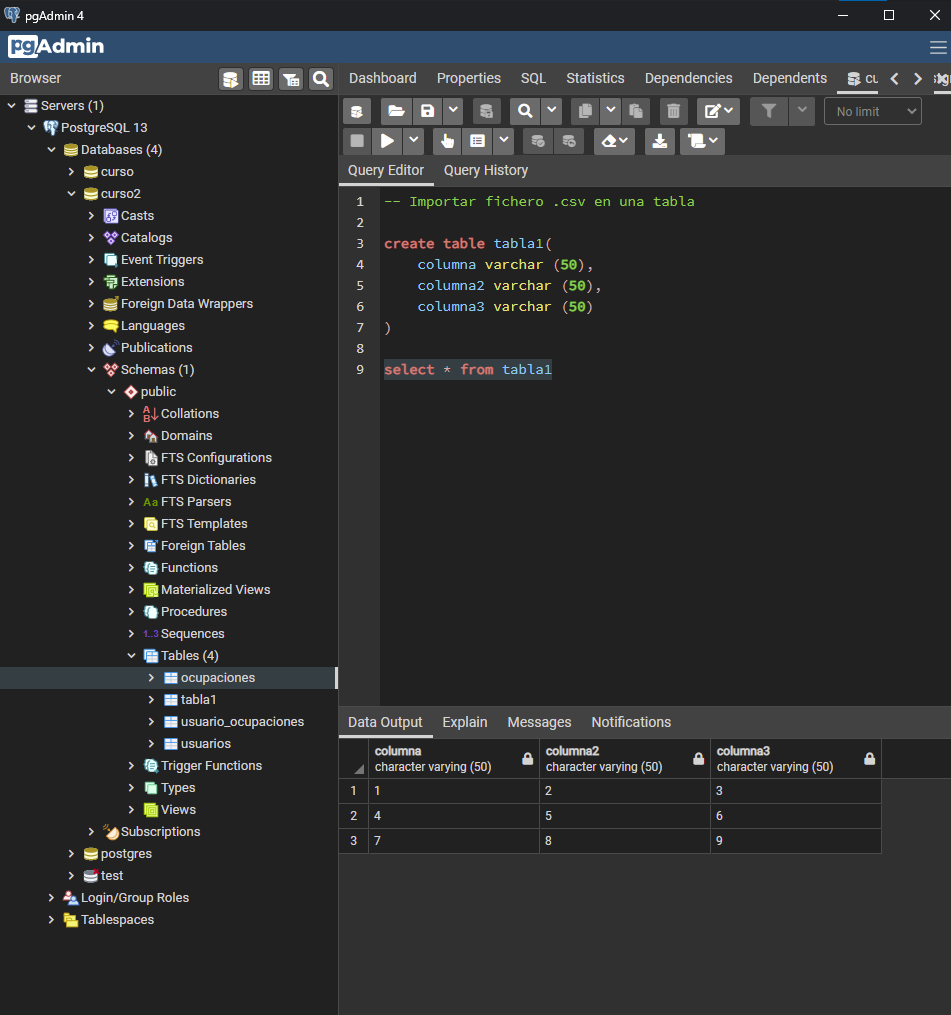 pgAdmin 4
pgAdmin
Browser
Servers (1)
PostgreSQL 13
Databases (4)
curso
curso2
Casts
Catalogs
Event Triggers
Extensions
Foreign Data Wrappers
Languages
Publications
Schemas (1)
public
Collations
Domains
FTS Configurations
FTS Dictionaries
Aa FTS Parsers
FTS Templates
Foreign Tables
Functions
Materialized Views
Procedures
1..3 Sequences
Tables (4)
ocupaciones
tabla1
usuario_ocupaciones
usuarios
Trigger Functions
Types
Views
Subscriptions
postgres
test
Login/Group Roles
Tablespaces
Dashboard Properties SQL Statistics Dependencies Dependents cu
No limit
Query Editor Query History
1 -- Importar fichero .csv en una tabla
2
3 create table tabla1(
4 columna varchar (50),
5 columna2 varchar (50),
6 columna3 varchar (50)
7 )
8
9 select * from tabla1
Data Output Explain Messages Notifications
columna columna2 columna3
character varying (50) character varying (50) character varying (50)
1 1 2 3
2 4 5 6
3 7 8 9